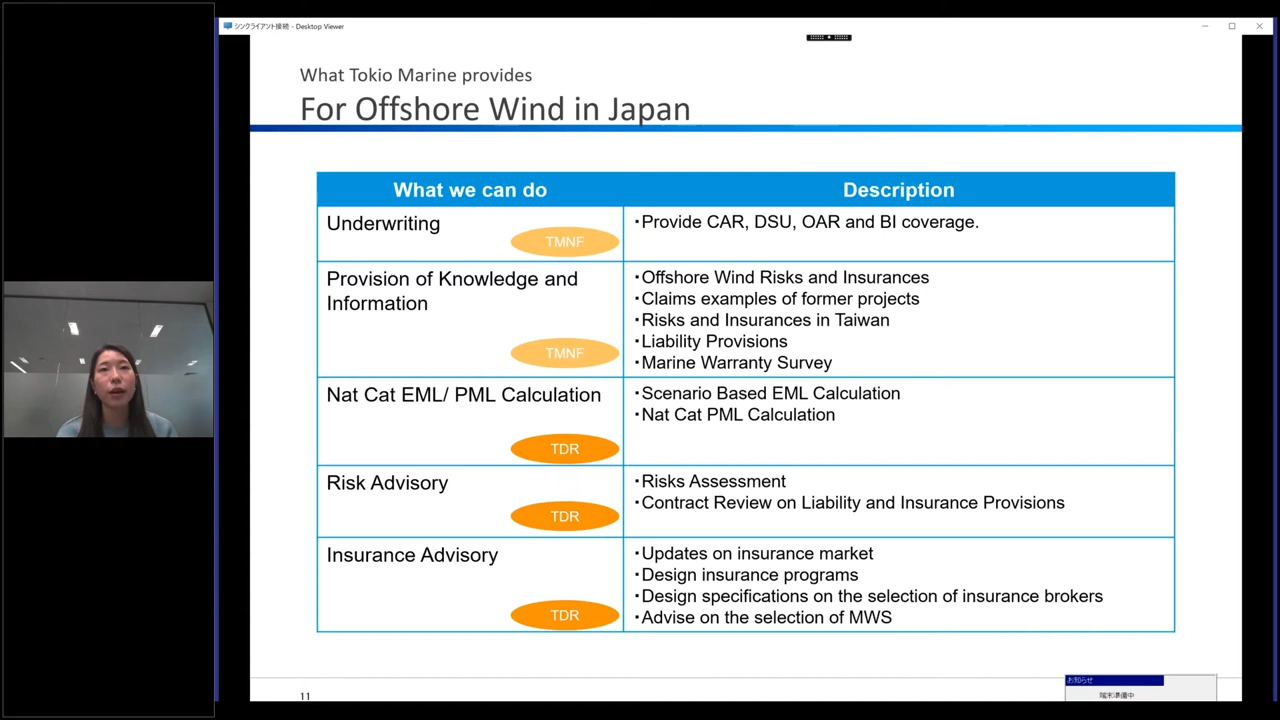 シンクライアント接続 - Desktop Viewer
What Tokio Marine provides
For Offshore Wind in Japan
What we can do
Description
Underwriting
TMNF
・Provide CAR, DSU, OAR and BI coverage.
Provision of Knowledge and
Information
TMNF
・Offshore Wind Risks and Insurances
・Claims examples of former projects
・Risks and Insurances in Taiwan
・Liability Provisions
・Marine Warranty Survey
Nat Cat EML/ PML Calculation
TDR
・Scenario Based EML Calculation
・Nat Cat PML Calculation
Risk Advisory
TDR
・Risks Assessment
・Contract Review on Liability and Insurance Provisions
Insurance Advisory
TDR
・Updates on insurance market
・Design insurance programs
・Design specifications on the selection of insurance brokers
・Advise on the selection of MWS
11
お知らせ
端末準備中